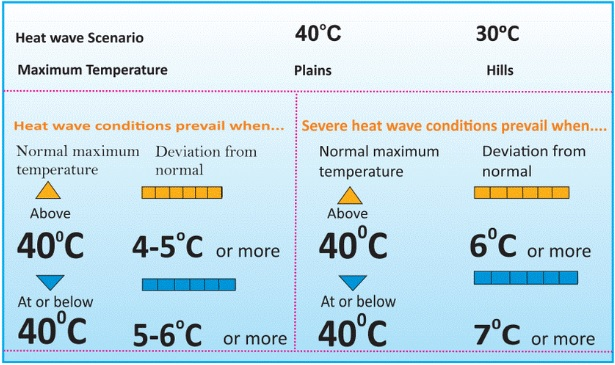 Heat wave Scenario 40°C 30°C
Maximum Temperature Plains Hills
Heat wave conditions prevail when...
Normal maximum temperature
Deviation from normal
Above
40°C 4-5°C or more
At or below
40°C 5-6°C or more
Severe heat wave conditions prevail when....
Normal maximum temperature
Deviation from normal
Above
40°C 6°C or more
At or below
40°C 7°C or more